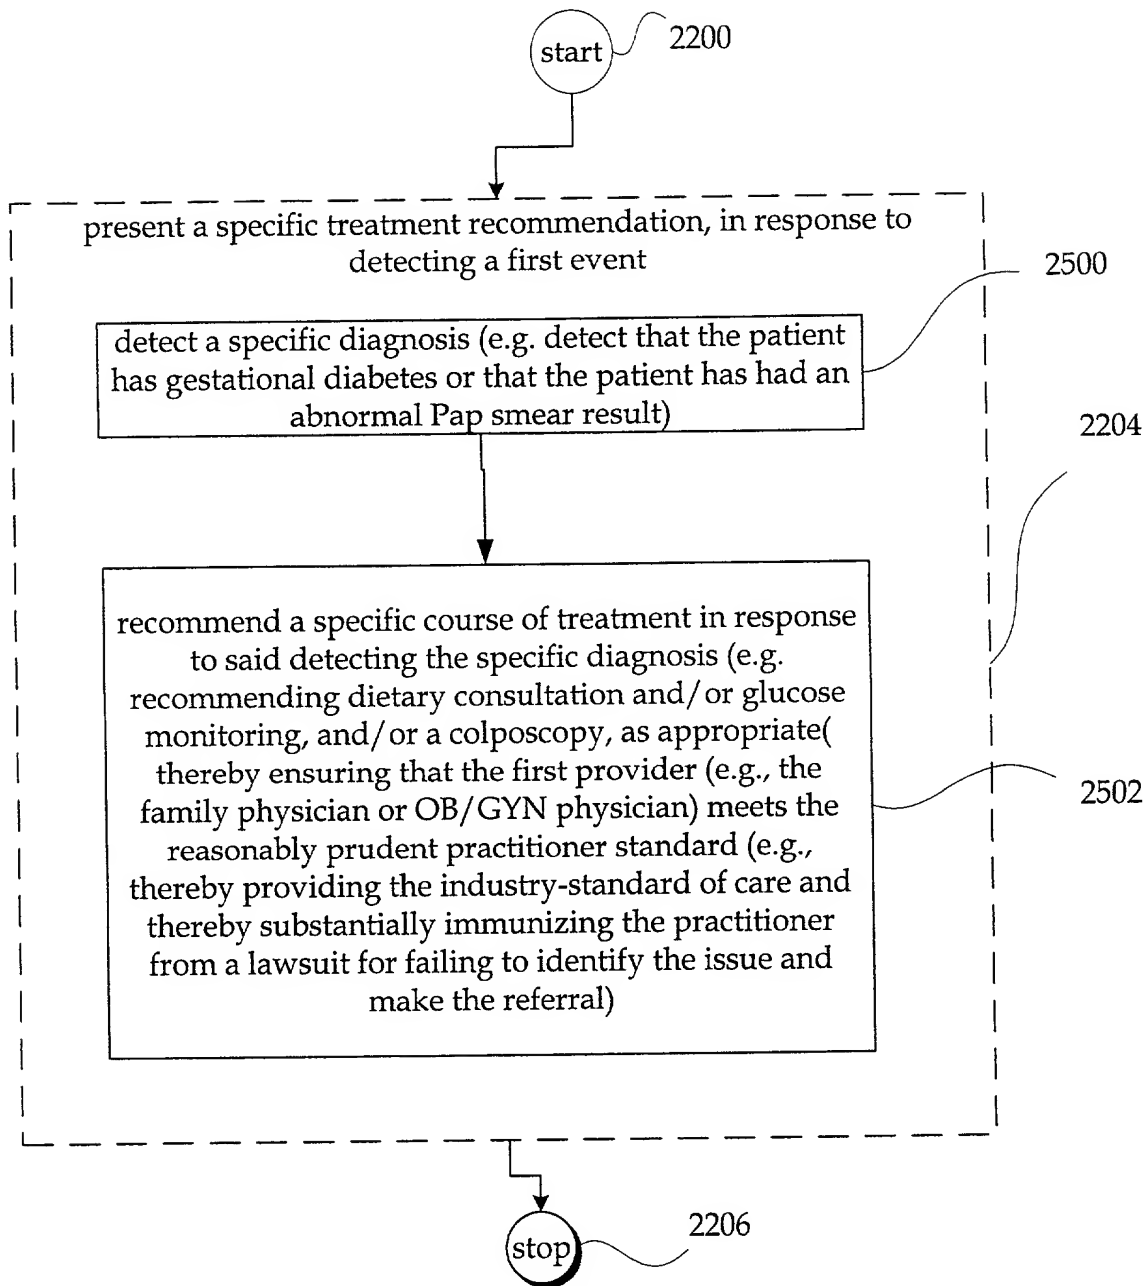 start
2200
present a specific treatment recommendation, in response to
detecting a first event
2500
detect a specific diagnosis (e.g. detect that the patient
has gestational diabetes or that the patient has had an
abnormal Pap smear result)
2204
recommend a specific course of treatment in response
to said detecting the specific diagnosis (e.g.
recommending dietary consultation and/or glucose
monitoring, and/or a colposcopy, as appropriate(
thereby ensuring that the first provider (e.g., the
family physician or OB/GYN physician) meets the
reasonably prudent practitioner standard (e.g.,
thereby providing the industry-standard of care and
thereby substantially immunizing the practitioner
from a lawsuit for failing to identify the issue and
make the referral)
2502
stop
2206